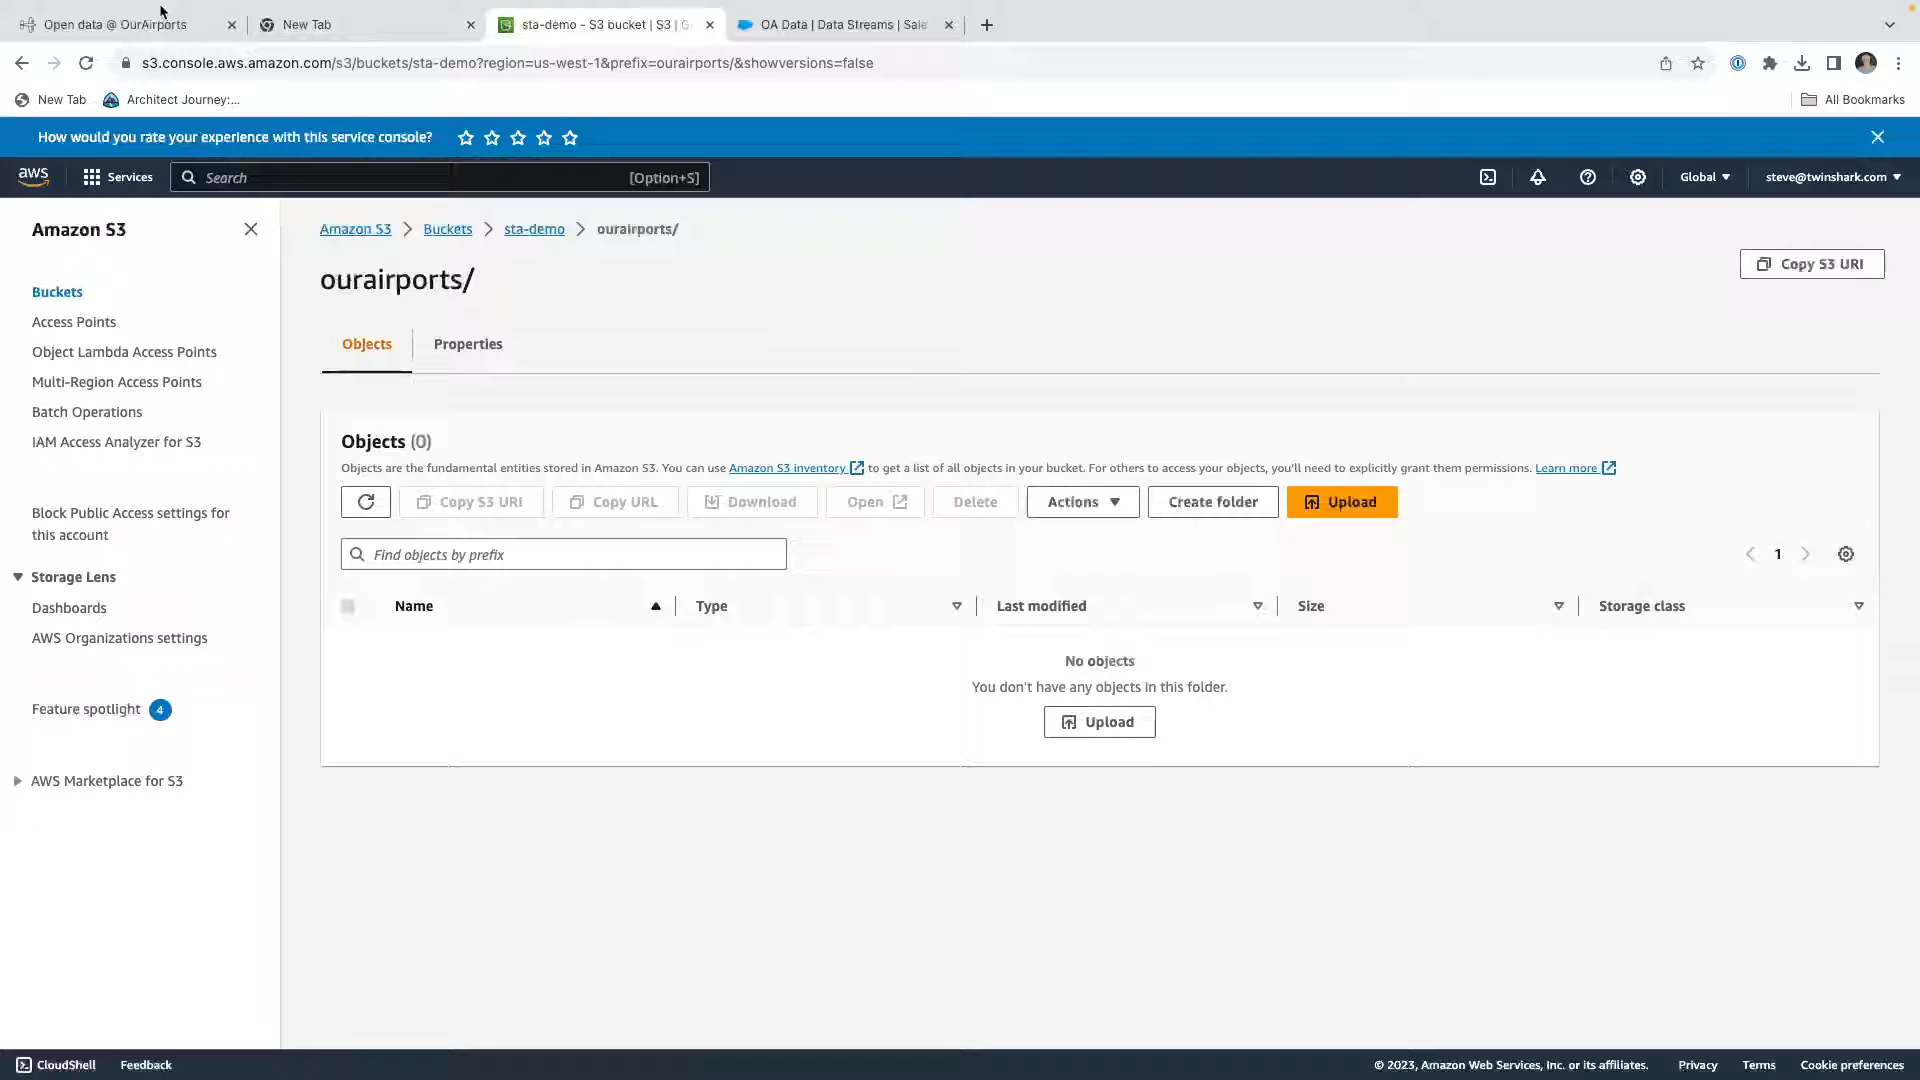 Open data @ OurAirports
New Tab
sta-demo - S3 bucket | S3 | G
OA Data | Data Streams | Sale
s3.console.aws.amazon.com/s3/buckets/sta-demo?region=us-west-1&prefix=ourairports/&showversions=false
New Tab
Architect Journey:...
All Bookmarks
How would you rate your experience with this service console?
aws
Services
Search
[Option+S]
Global
steve@twinshark.com
Amazon S3
Buckets
Access Points
Object Lambda Access Points
Multi-Region Access Points
Batch Operations
IAM Access Analyzer for S3
Block Public Access settings for
this account
Storage Lens
Dashboards
AWS Organizations settings
Feature spotlight 4
AWS Marketplace for S3
Amazon S3 > Buckets > sta-demo > ourairports/
ourairports/
Copy S3 URI
Objects
Properties
Objects (0)
Objects are the fundamental entities stored in Amazon S3. You can use Amazon S3 inventory to get a list of all objects in your bucket. For others to access your objects, you'll need to explicitly grant them permissions. Learn more
Copy S3 URI
Copy URL
Download
Open
Delete
Actions
Create folder
Upload
Find objects by prefix
1
Name
Type
Last modified
Size
Storage class
No objects
You don't have any objects in this folder.
Upload
CloudShell
Feedback
© 2023, Amazon Web Services, Inc. or its affiliates.
Privacy
Terms
Cookie preferences